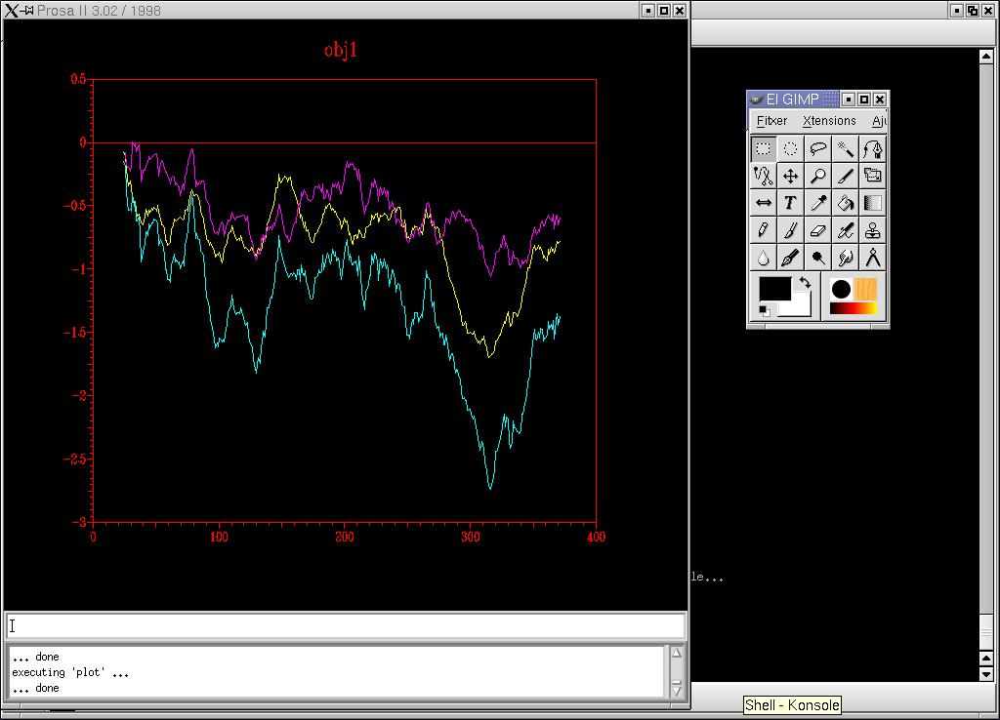 Prosa II 3.02 / 1998
obj1
0.5
0
-0.5
-1
-1.5
-2
-2.5
-3
0 100 200 300 400
... done
executing 'plot' ...
... done
El GIMP
Fitxer Xtensions Aju
le...
Shell - Konsole